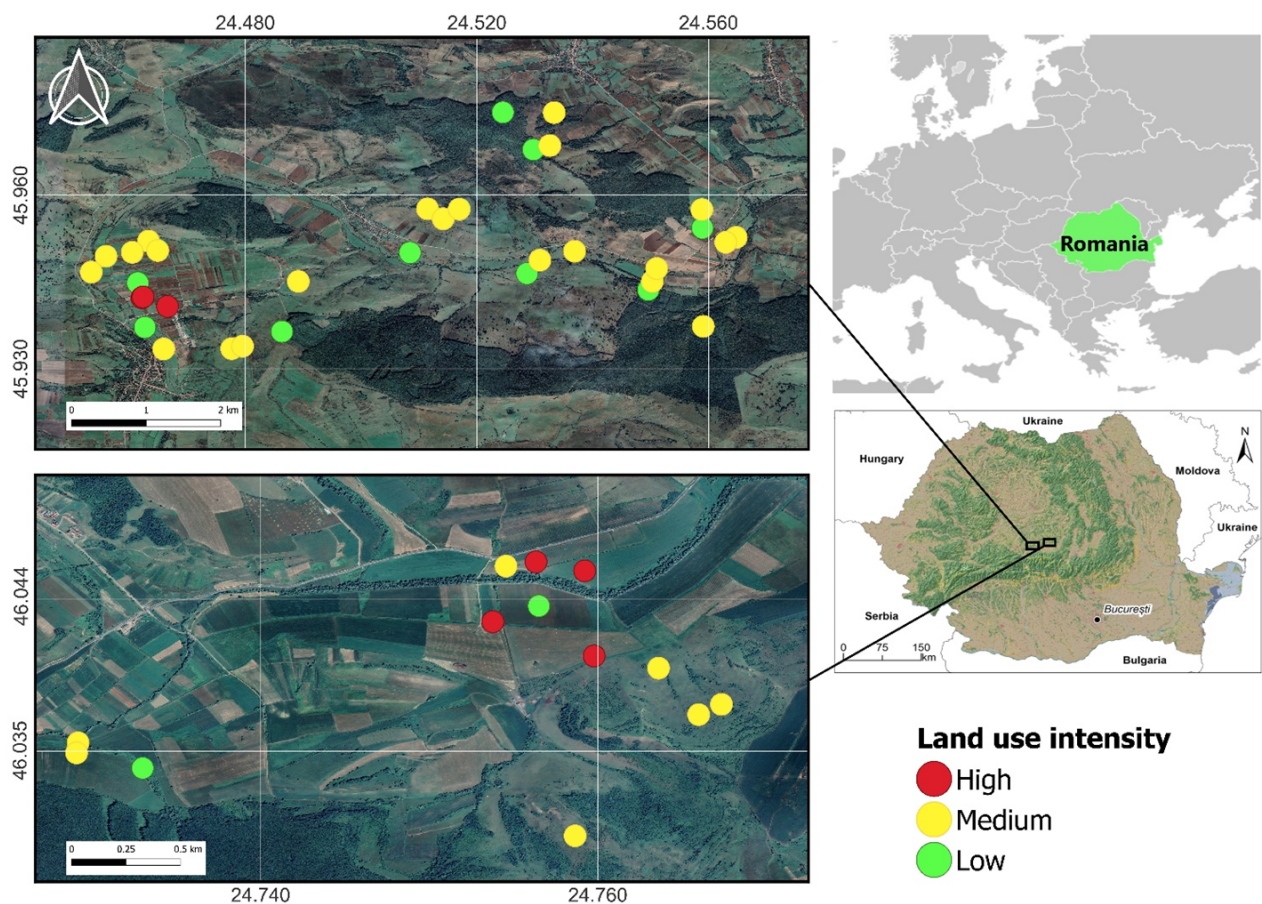 24.480 24.520 24.560
45.960
45.930
0 1 2 km
46.044
46.035
0 0.25 0.5 km
24.740 24.760
Romania
Ukraine
N
Hungary
Moldova
Ukraine
Serbia
Bucureşti
0 75 150
km
Bulgaria
Land use intensity
High
Medium
Low